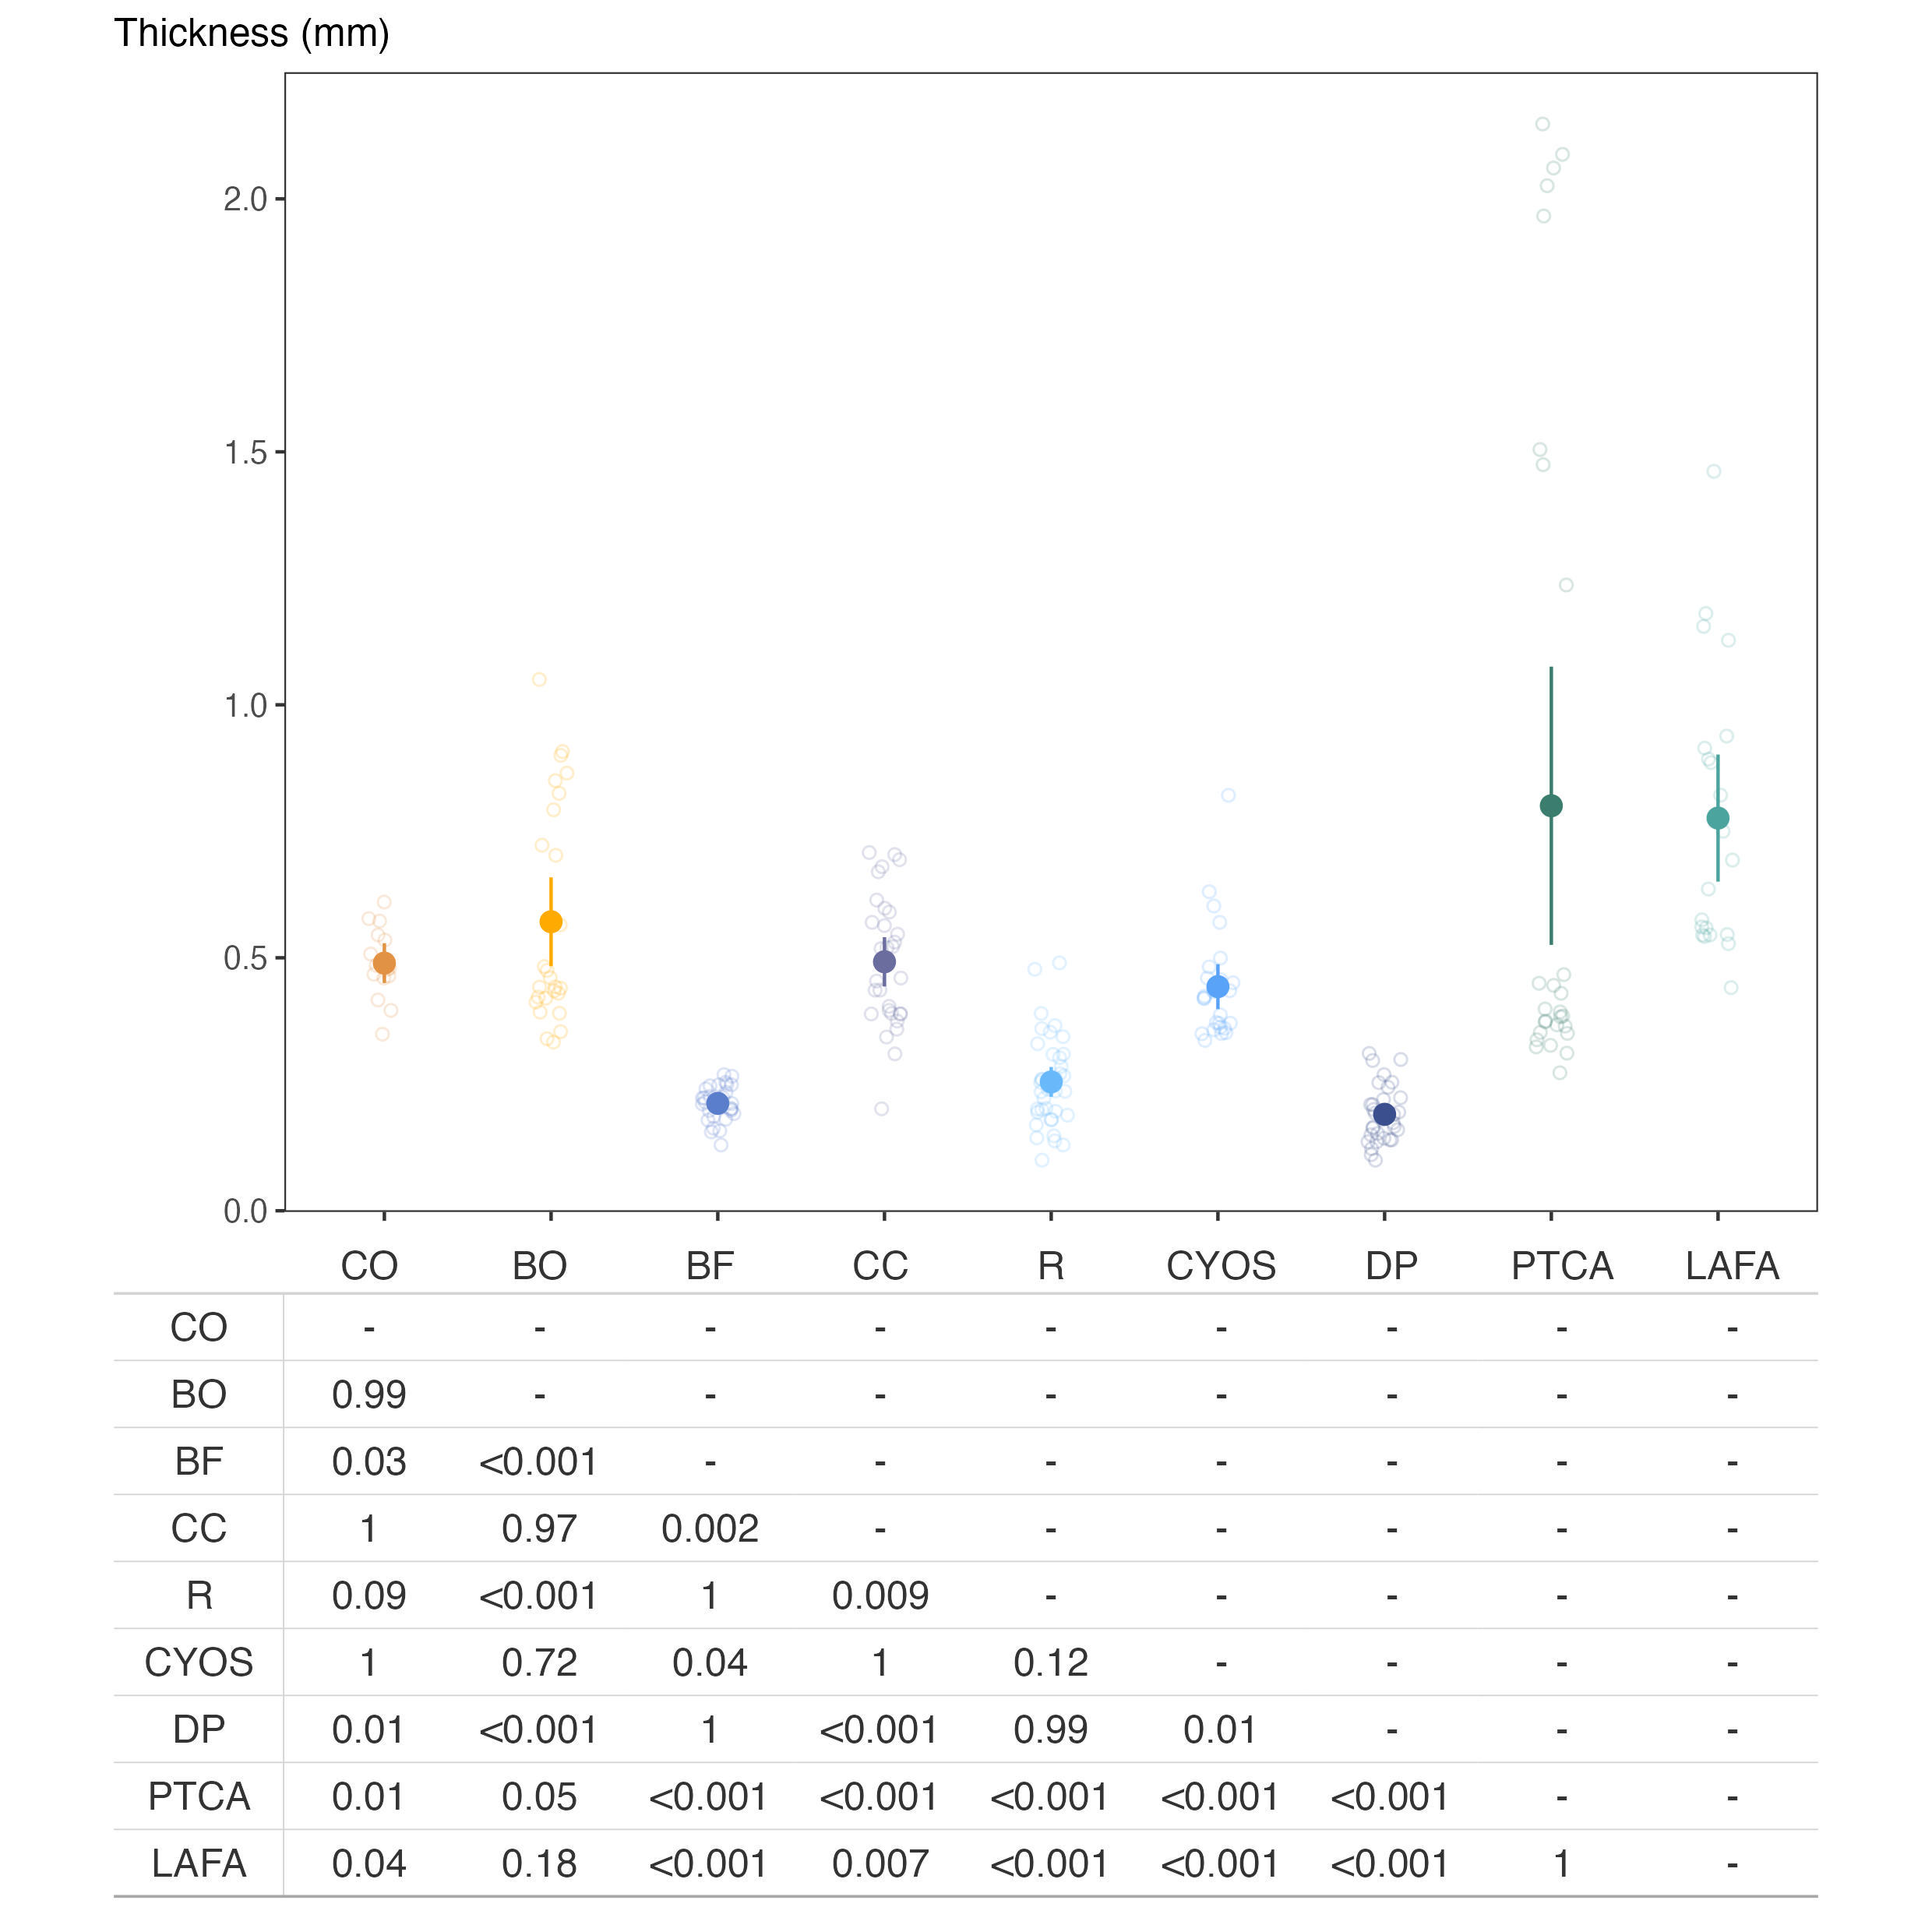 Thickness (mm)
2.0
1.5
1.0
0.5
0.0
CO BO BF CC R CYOS DP PTCA LAFA
CO - - - - - - - - -
BO 0.99 - - - - - - - -
BF 0.03 <0.001 - - - - - - -
CC 1 0.97 0.002 - - - - - -
R 0.09 <0.001 1 0.009 - - - - -
CYOS 1 0.72 0.04 1 0.12 - - - -
DP 0.01 <0.001 1 <0.001 0.99 0.01 - - -
PTCA 0.01 0.05 <0.001 <0.001 <0.001 <0.001 <0.001 - -
LAFA 0.04 0.18 <0.001 0.007 <0.001 <0.001 <0.001 1 -